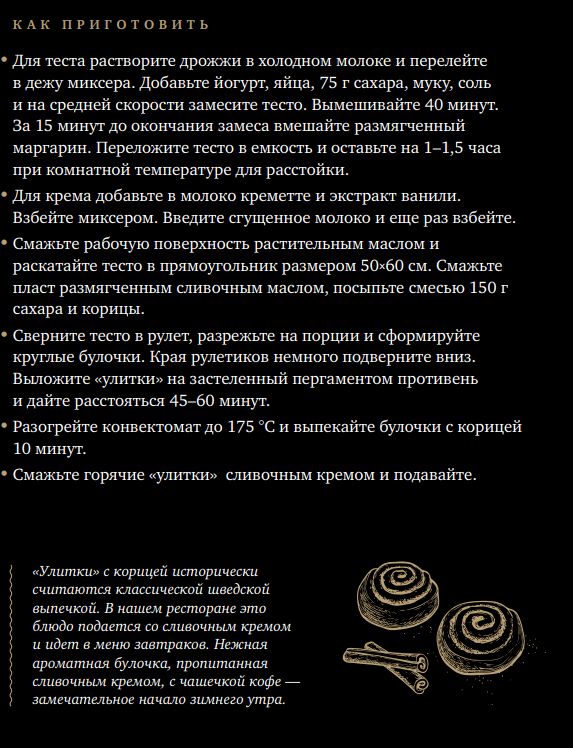 КАК ПРИГОТОВИТЬ
• Для теста растворите дрожжи в холодном молоке и перелейте
в дежу миксера. Добавьте йогурт, яйца, 75 г сахара, муку, соль
и на средней скорости замесите тесто. Вымешивайте 40 минут.
За 15 минут до окончания замеса вмешайте размягченный
маргарин. Переложите тесто в емкость и оставьте на 1–1,5 часа
при комнатной температуре для расстойки.
• Для крема добавьте в молоко креметте и экстракт ванили.
Взбейте миксером. Введите сгущенное молоко и еще раз взбейте.
• Смажьте рабочую поверхность растительным маслом и
раскатайте тесто в прямоугольник размером 50×60 см. Смажьте
пласт размягченным сливочным маслом, посыпьте смесью 150 г
сахара и корицы.
• Сверните тесто в рулет, разрежьте на порции и сформируйте
круглые булочки. Края рулетиков немного подверните вниз.
Выложите «улитки» на застеленный пергаментом противень
и дайте расстояться 45–60 минут.
• Разогрейте конвектомат до 175 °С и выпекайте булочки с корицей
10 минут.
• Смажьте горячие «улитки» сливочным кремом и подавайте.
«Улитки» с корицей исторически
считаются классической шведской
выпечкой. В нашем ресторане это
блюдо подается со сливочным кремом
и идет в меню завтраков. Нежная
ароматная булочка, пропитанная
сливочным кремом, с чашечкой кофе —
замечательное начало зимнего утра.